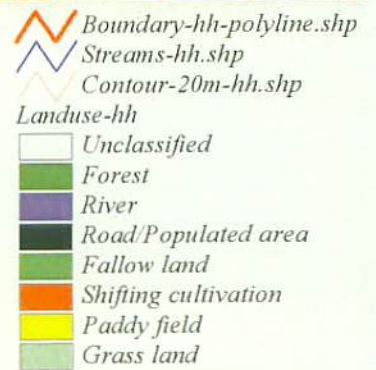 Boundary-hh-polyline.shp
Streams-hh.shp
Contour-20m-hh.shp
Landuse-hh
Unclassified
Forest
River
Road/Populated area
Fallow land
Shifting cultivation
Paddy field
Grass land